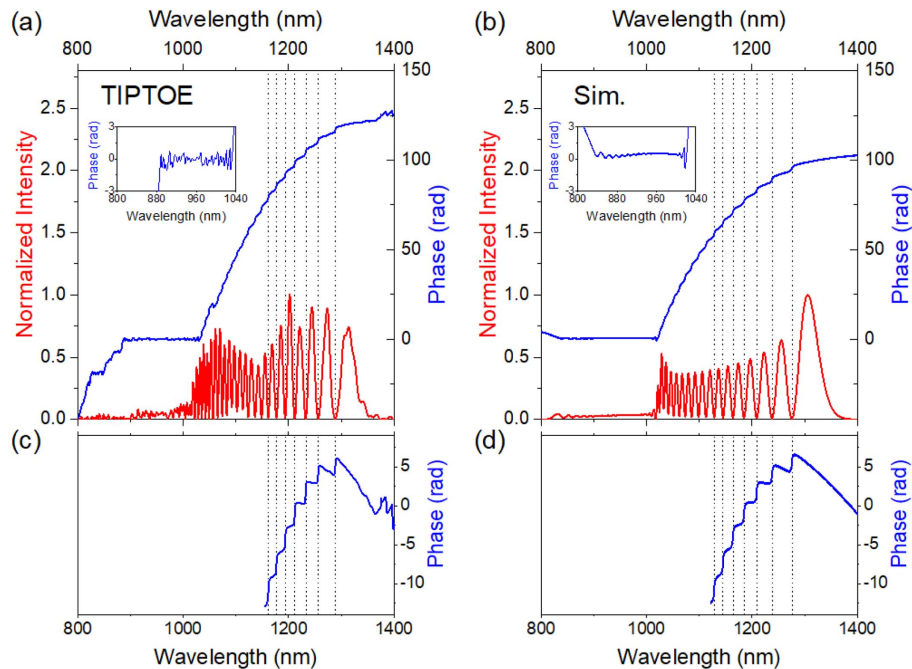 (a)
Wavelength (nm)
800 1000 1200 1400
TIPTOE
Normalized Intensity
2.5
2.0
1.5
1.0
0.5
0.0
Phase (rad)
150
100
50
0
Phase (rad)
3
0
-3
800 880 960 1040
Wavelength (nm)
(b)
Wavelength (nm)
800 1000 1200 1400
Sim.
Normalized Intensity
2.5
2.0
1.5
1.0
0.5
0.0
Phase (rad)
150
100
50
0
Phase (rad)
3
0
-3
800 880 960 1040
Wavelength (nm)
(c)
Phase (rad)
5
0
-5
-10
800 1000 1200 1400
Wavelength (nm)
(d)
Phase (rad)
5
0
-5
-10
800 1000 1200 1400
Wavelength (nm)